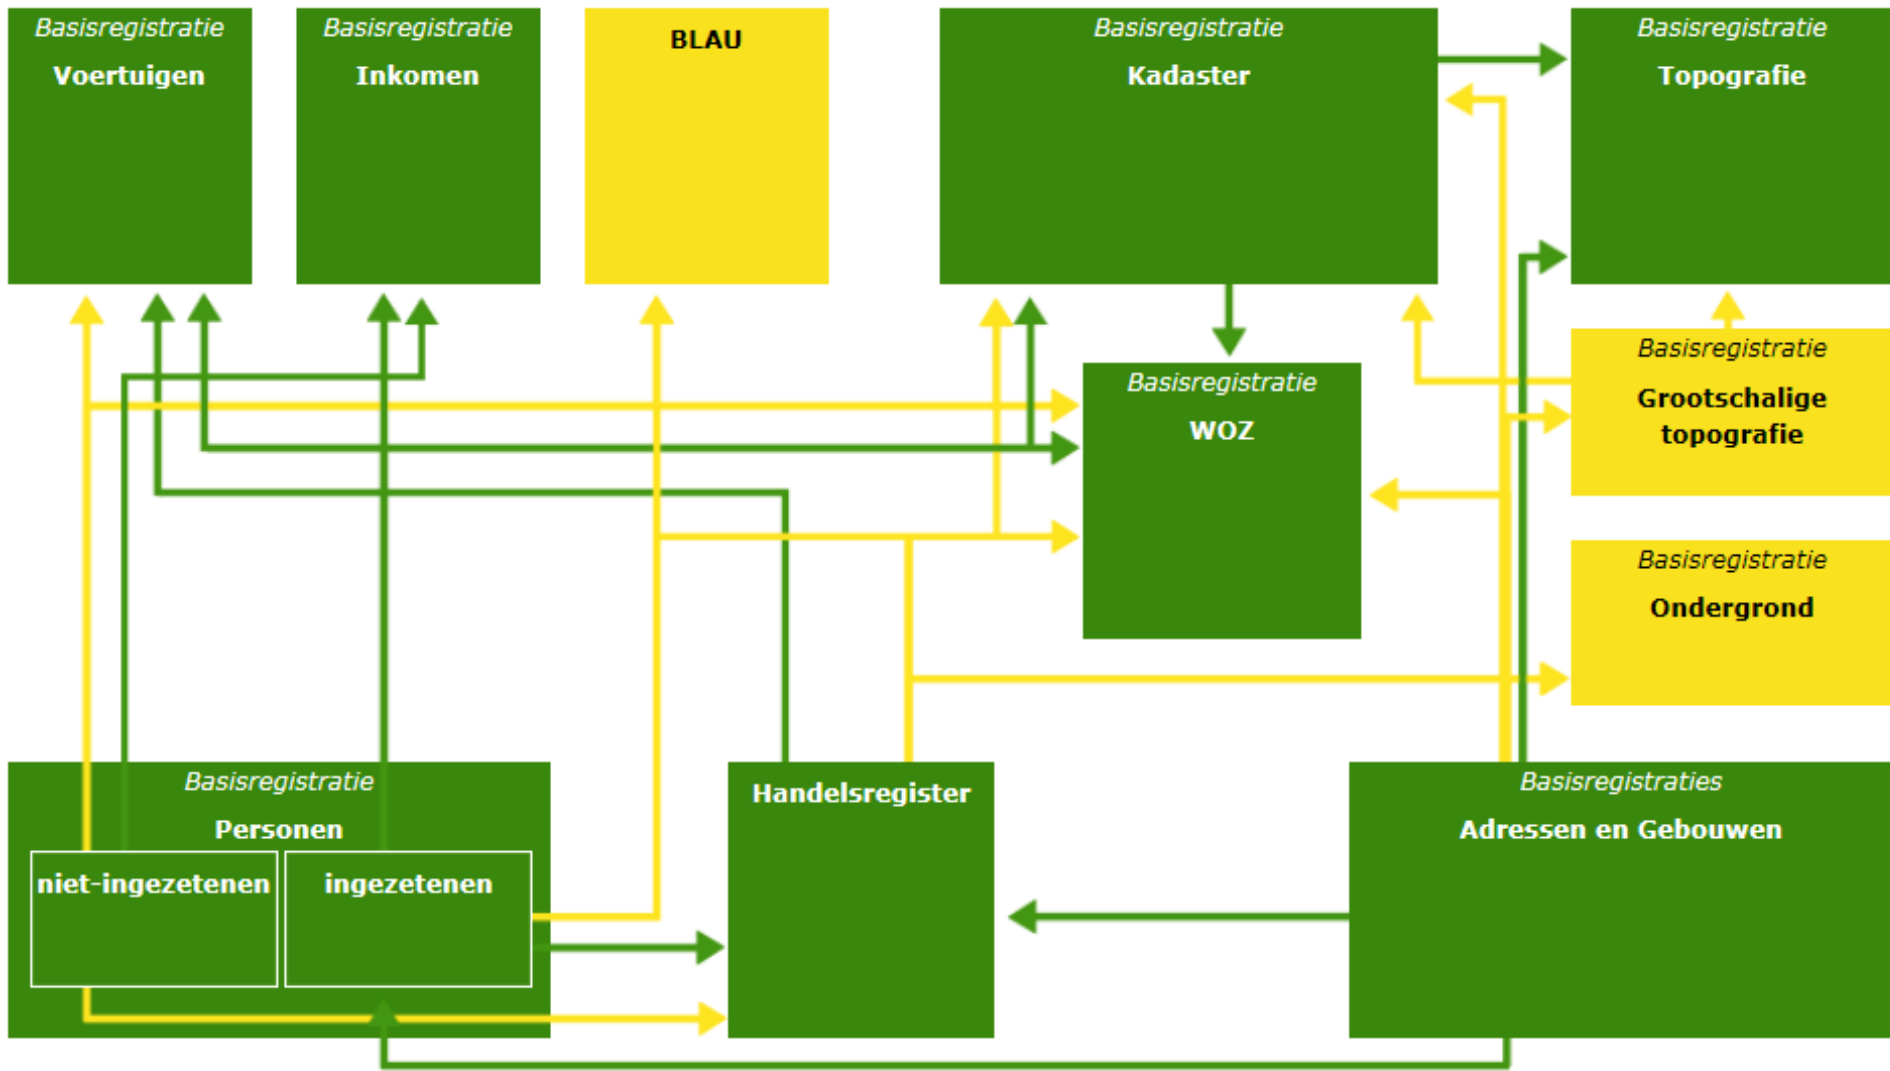 Basisregistratie
Voertuigen
Basisregistratie
Inkomen
BLAU
Basisregistratie
Kadaster
Basisregistratie
Topografie
Basisregistratie
WOZ
Basisregistratie
Grootschalige
topografie
Basisregistratie
Ondergrond
Basisregistratie
Personen
niet-ingezetenen
ingezetenen
Handelsregister
Basisregistraties
Adressen en Gebouwen